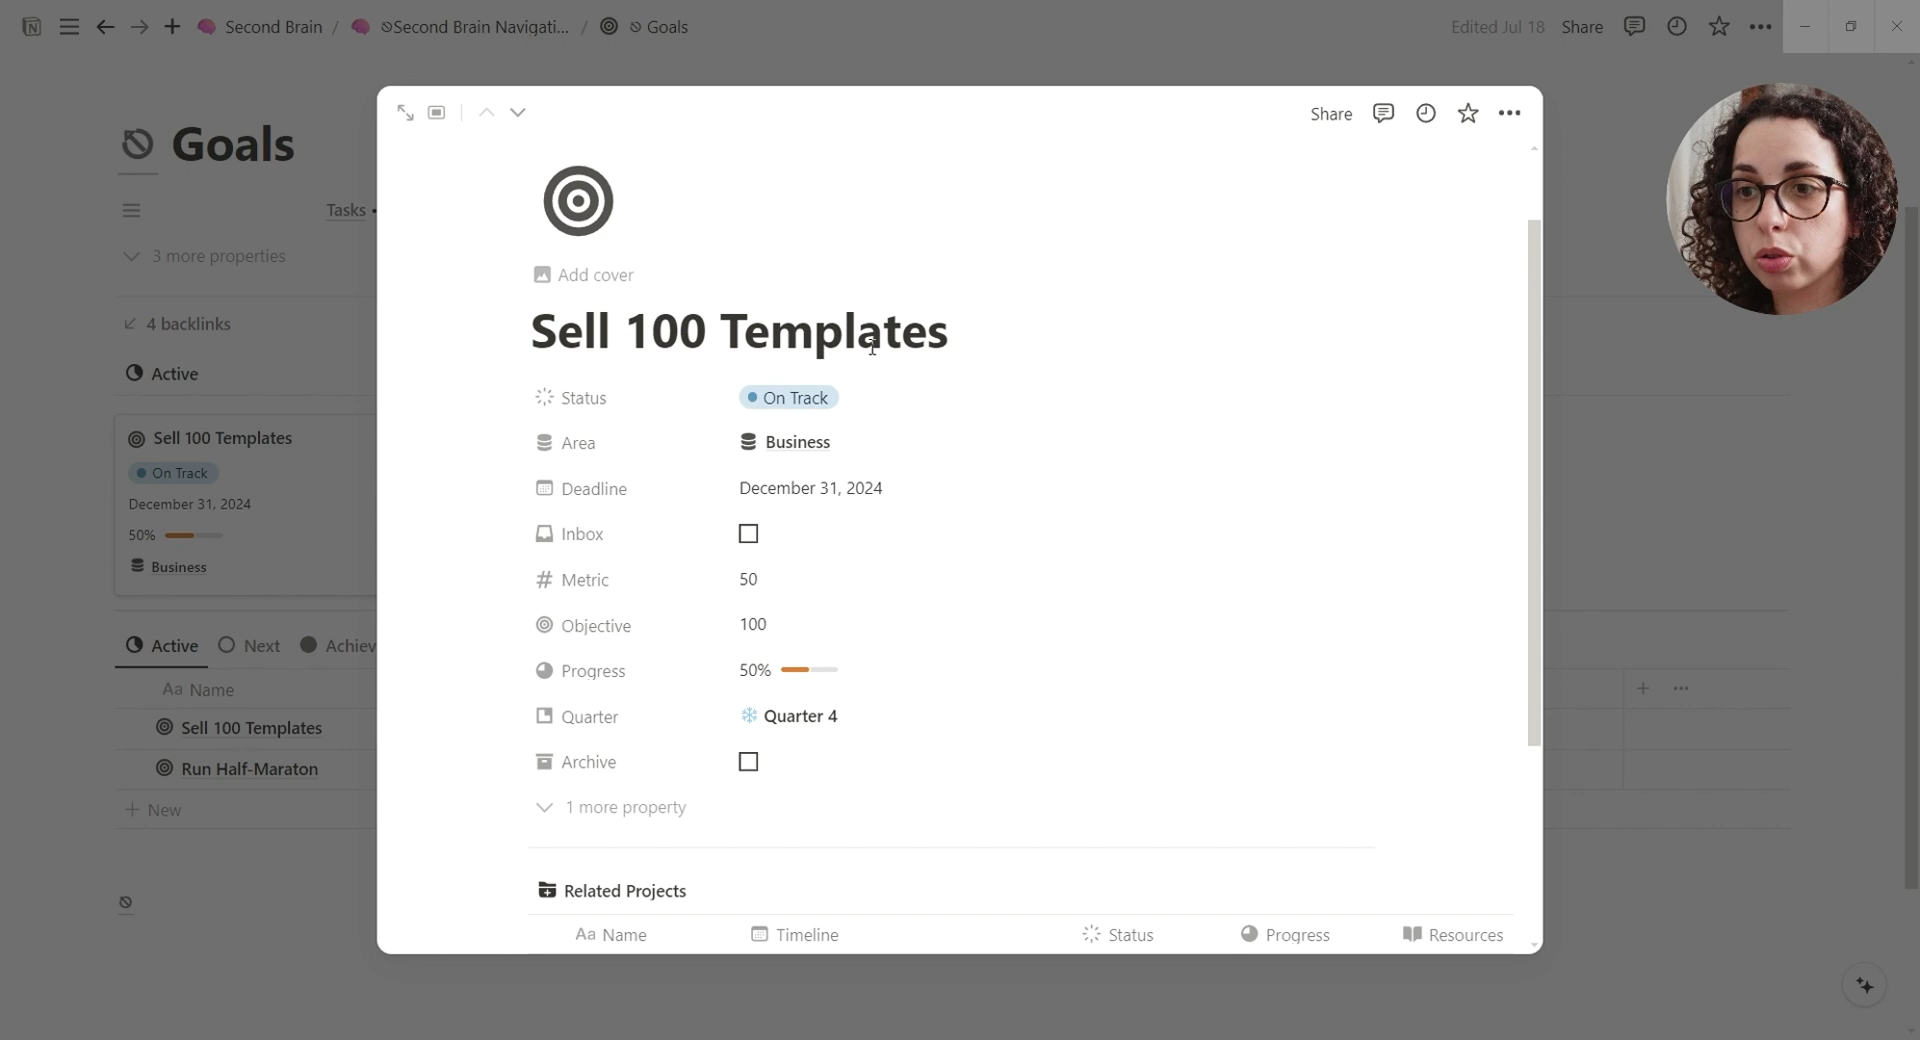 Second Brain / Second Brain Navigati... / Goals
Edited Jul 18 Share
Goals
Tasks •
3 more properties
4 backlinks
Active
Sell 100 Templates
On Track
December 31, 2024
50%
Business
Active Next Achiev
Aa Name
Sell 100 Templates
Run Half-Maraton
+ New
Share
Add cover
Sell 100 Templates
Status On Track
Area Business
Deadline December 31, 2024
Inbox
# Metric 50
Objective 100
Progress 50%
Quarter Quarter 4
Archive
1 more property
Related Projects
Aa Name Timeline Status Progress Resources